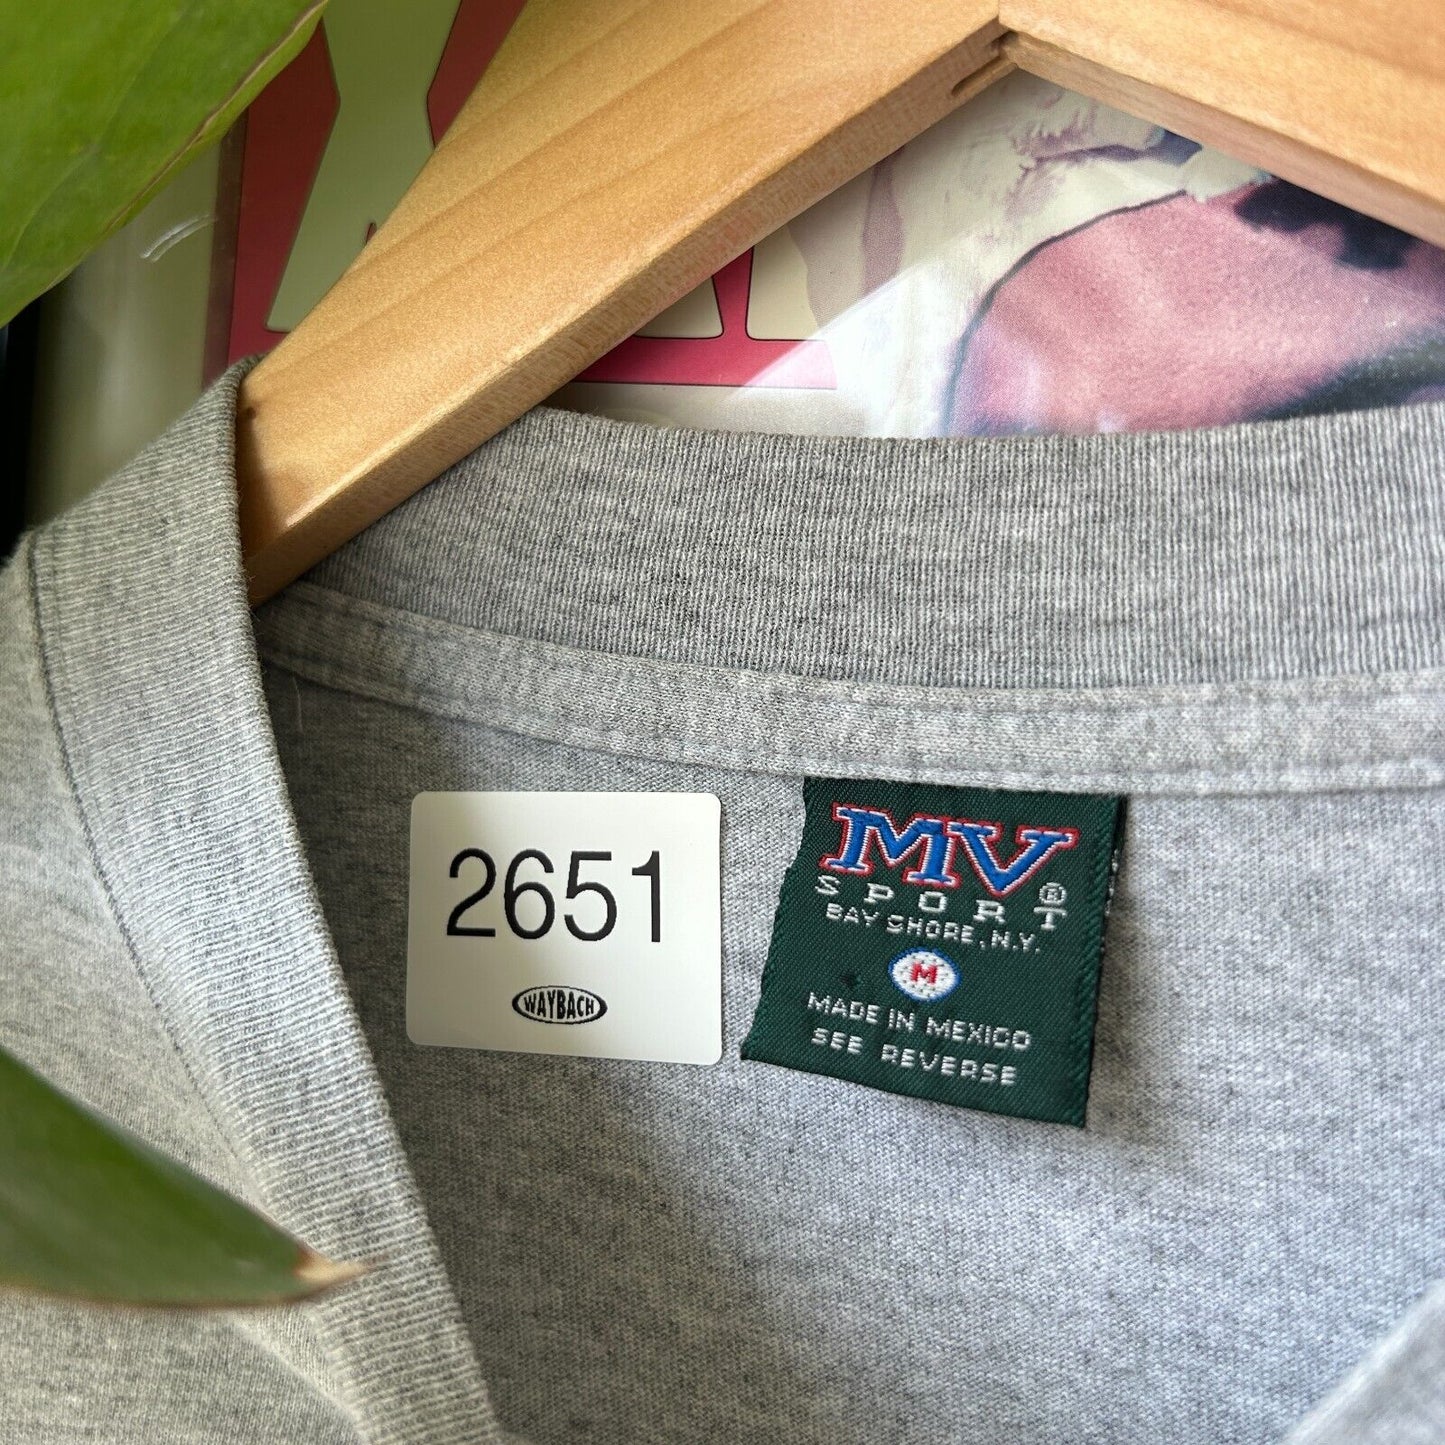 2651
WAYBACH
MV
SPORT®
BAY SHORE, N.Y.
M
MADE IN MEXICO
SEE REVERSE